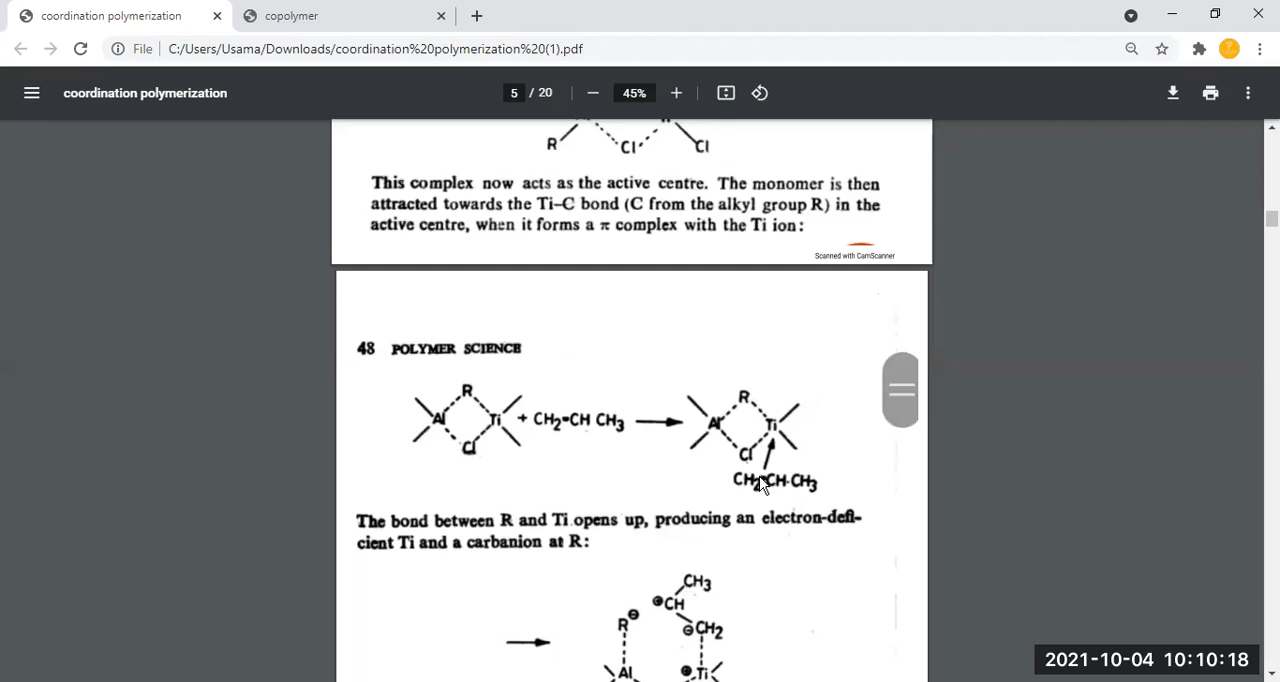 coordination polymerization
copolymer
File C:/Users/Usama/Downloads/coordination%20polymerization%20(1).pdf
coordination polymerization
5 / 20
45%
R Cl Cl
This complex now acts as the active centre. The monomer is then
attracted towards the Ti–C bond (C from the alkyl group R) in the
active centre, when it forms a π complex with the Ti ion:
Scanned with CamScanner
48 POLYMER SCIENCE
R R
Al Ti + CH2=CH CH3 Al Ti
Cl Cl
CH2=CH-CH3
The bond between R and Ti opens up, producing an electron-defi-
cient Ti and a carbanion at R:
CH3
⊕CH
R⊖ ⊖CH2
Al ⊕Ti
2021-10-04 10:10:18